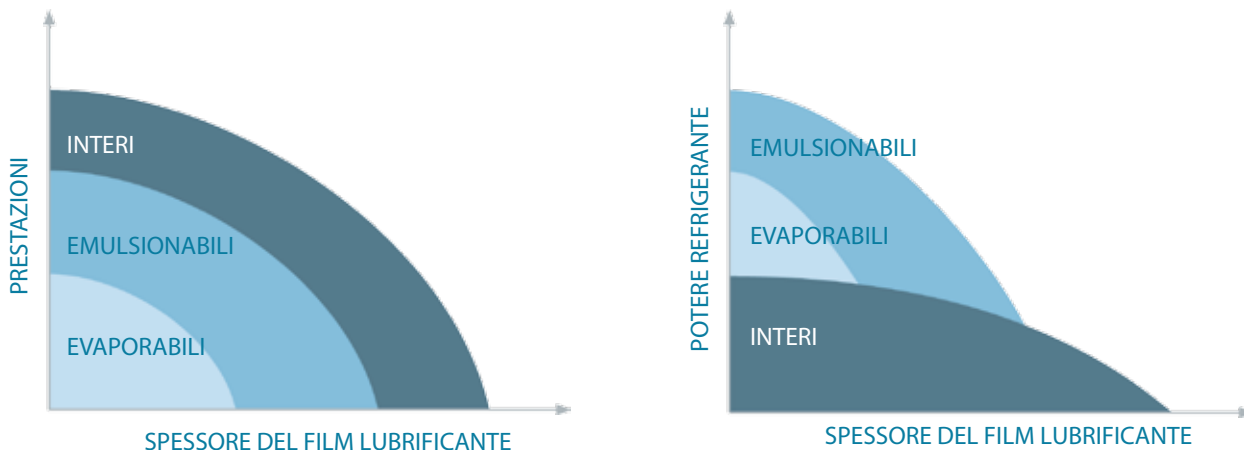 PRESTAZIONI
INTERI
EMULSIONABILI
EVAPORABILI
SPESSORE DEL FILM LUBRIFICANTE
POTERE REFRIGERANTE
EMULSIONABILI
EVAPORABILI
INTERI
SPESSORE DEL FILM LUBRIFICANTE